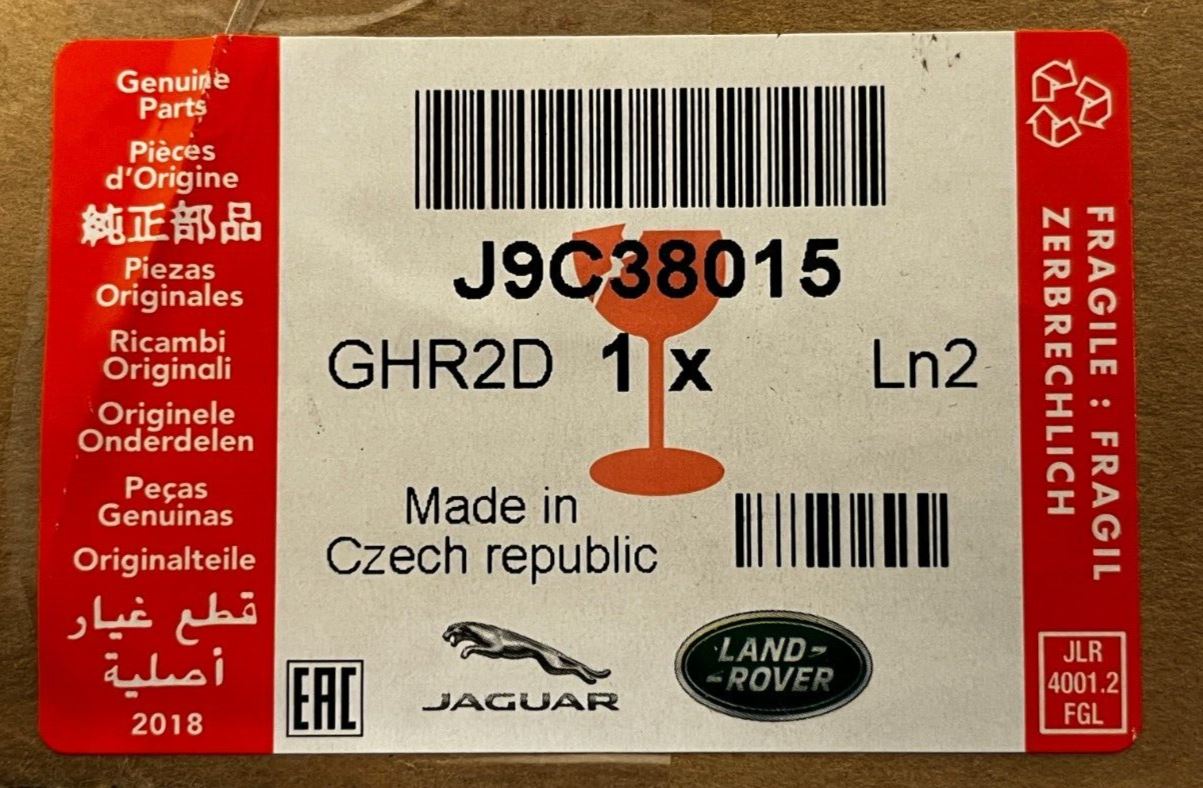 Genuine
Parts
Pièces
d'Origine
純正部品
Piezas
Originales
Ricambi
Originali
Originele
Onderdelen
Peças
Genuinas
Originalteile
قطع غيار
أصلية
2018
J9C38015
GHR2D 1 x Ln2
Made in
Czech republic
EAC
JAGUAR
LAND-
-ROVER
FRAGILE : FRAGIL
ZERBRECHLICH
JLR
4001.2
FGL